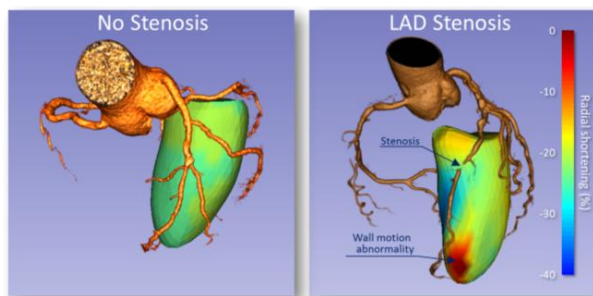 No Stenosis
LAD Stenosis
Stenosis
Wall motion
abnormality
0
-10
-20
-30
-40
Radial shortening (%)